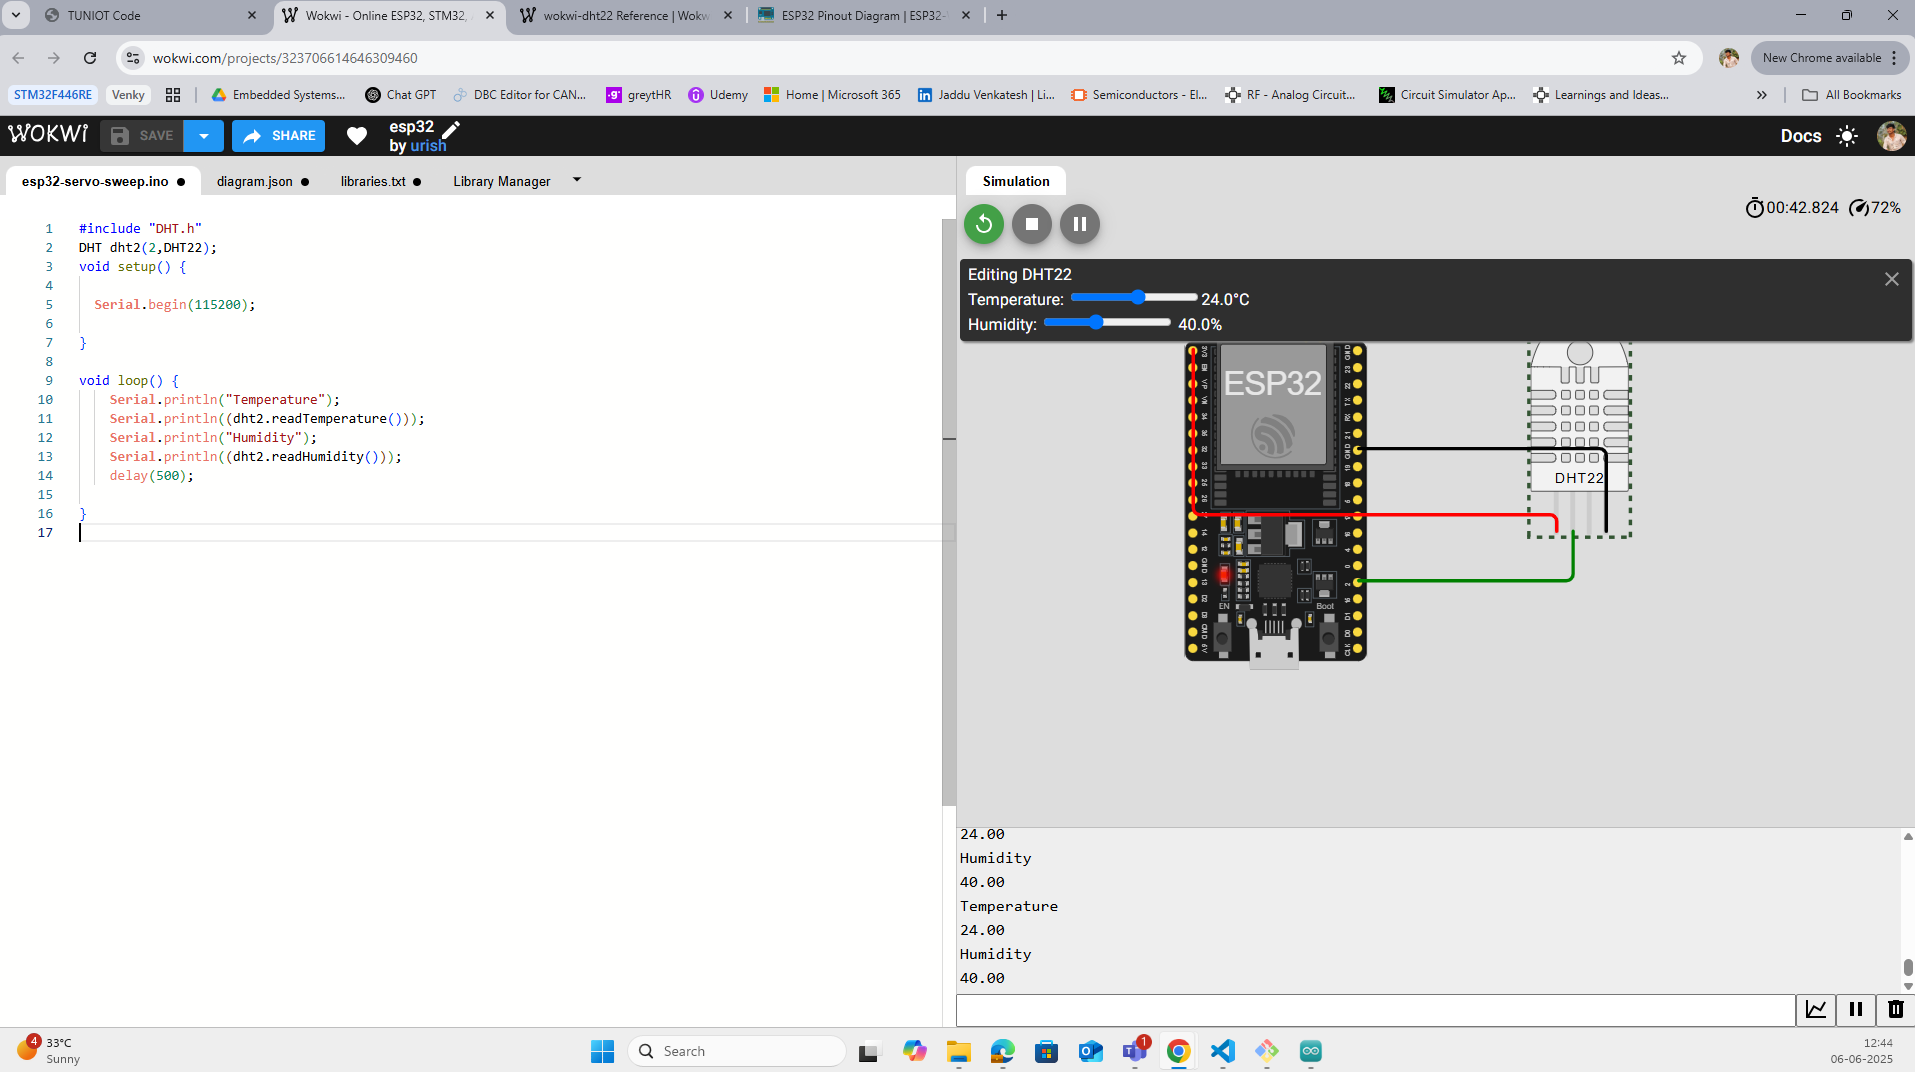 TUNIOT Code
Wokwi - Online ESP32, STM32,
wokwi-dht22 Reference | Wokw
ESP32 Pinout Diagram | ESP32-
wokwi.com/projects/323706614646309460
New Chrome available
STM32F446RE
Venky
Embedded Systems...
Chat GPT
DBC Editor for CAN...
greytHR
Udemy
Home | Microsoft 365
Jaddu Venkatesh | Li...
Semiconductors - El...
RF - Analog Circuit...
Circuit Simulator Ap...
Learnings and Ideas...
All Bookmarks
WOKWI
SAVE
SHARE
esp32
by urish
Docs
esp32-servo-sweep.ino
diagram.json
libraries.txt
Library Manager
1 #include "DHT.h"
2 DHT dht2(2,DHT22);
3 void setup() {
4
5 Serial.begin(115200);
6
7 }
8
9 void loop() {
10 Serial.println("Temperature");
11 Serial.println((dht2.readTemperature()));
12 Serial.println("Humidity");
13 Serial.println((dht2.readHumidity()));
14 delay(500);
15
16 }
17
Simulation
00:42.824
72%
Editing DHT22
Temperature: 24.0°C
Humidity: 40.0%
ESP32
DHT22
EN
Boot
24.00
Humidity
40.00
Temperature
24.00
Humidity
40.00
4
33°C
Sunny
Search
1
12:44
06-06-2025